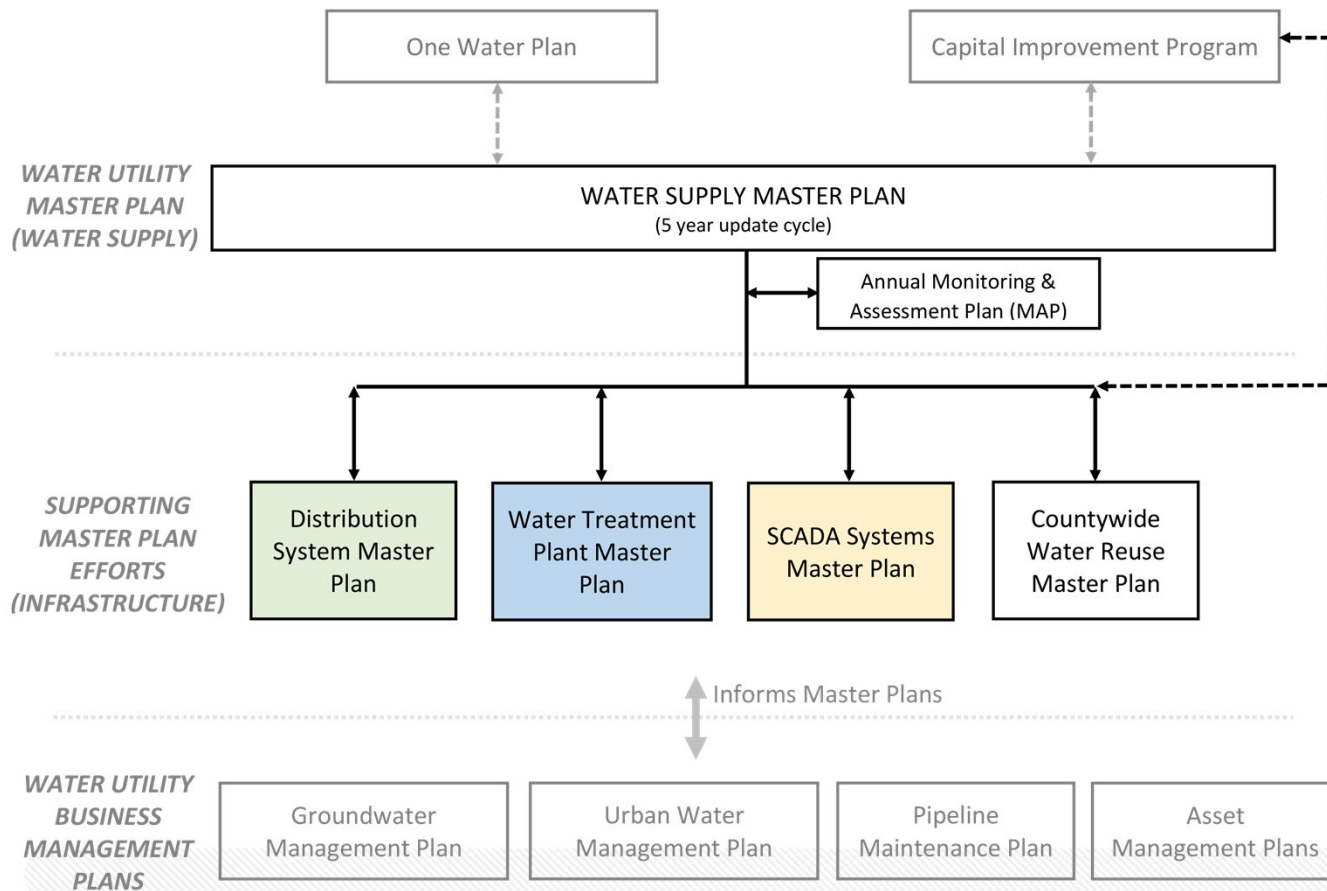 One Water Plan
Capital Improvement Program
WATER UTILITY
MASTER PLAN
(WATER SUPPLY)
WATER SUPPLY MASTER PLAN
(5 year update cycle)
Annual Monitoring &
Assessment Plan (MAP)
SUPPORTING
MASTER PLAN
EFFORTS
(INFRASTRUCTURE)
Distribution
System Master
Plan
Water Treatment
Plant Master
Plan
SCADA Systems
Master Plan
Countywide
Water Reuse
Master Plan
Informs Master Plans
WATER UTILITY
BUSINESS
MANAGEMENT
PLANS
Groundwater
Management Plan
Urban Water
Management Plan
Pipeline
Maintenance Plan
Asset
Management Plans